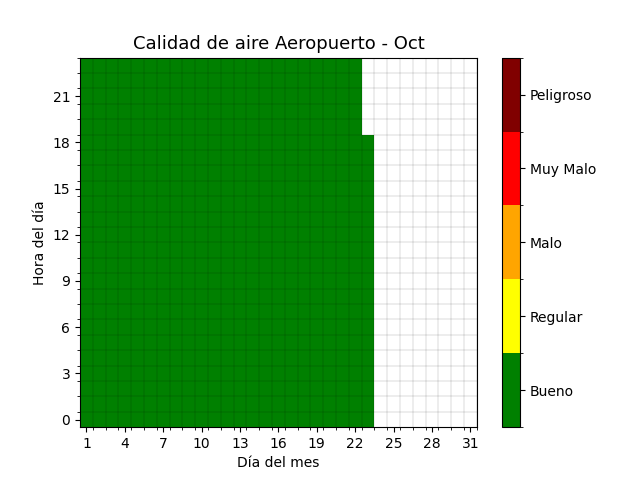 Calidad de aire Aeropuerto - Oct
Hora del día
21
18
15
12
9
6
3
0
1 4 7 10 13 16 19 22 25 28 31
Día del mes
Peligroso
Muy Malo
Malo
Regular
Bueno